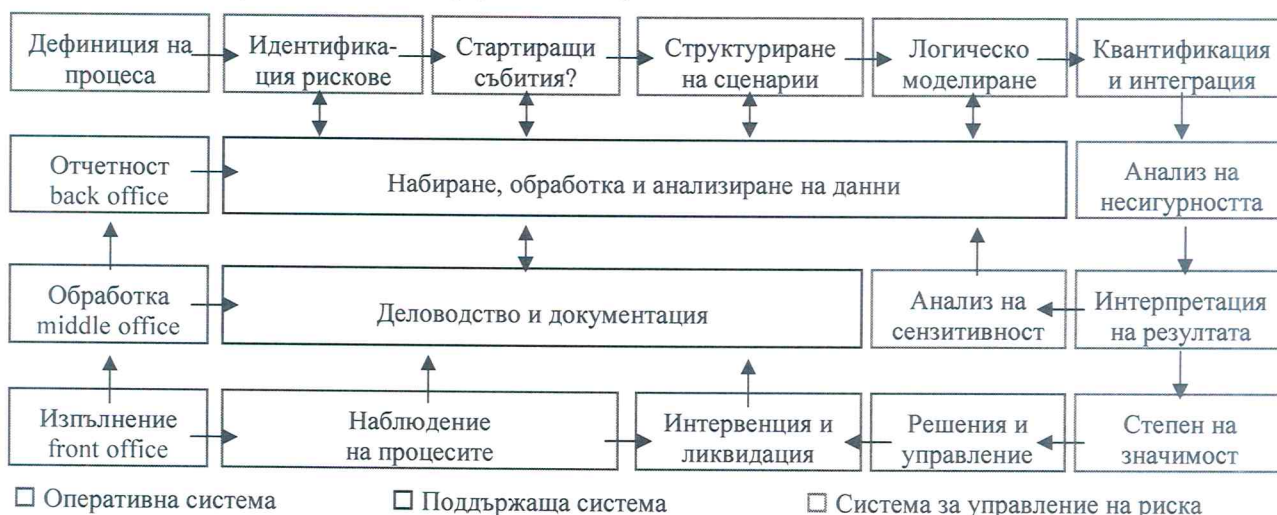 Дефиниция на
процеса
Идентифика-
ция рискове
Стартиращи
събития?
Структуриране
на сценарии
Логическо
моделиране
Квантификация
и интеграция
Отчетност
back office
Набиране, обработка и анализиране на данни
Анализ на
несигурността
Обработка
middle office
Деловодство и документация
Анализ на
сензитивност
Интерпретация
на резултата
Изпълнение
front office
Наблюдение
на процесите
Интервенция и
ликвидация
Решения и
управление
Степен на
значимост
Оперативна система
Поддържаща система
Система за управление на риска